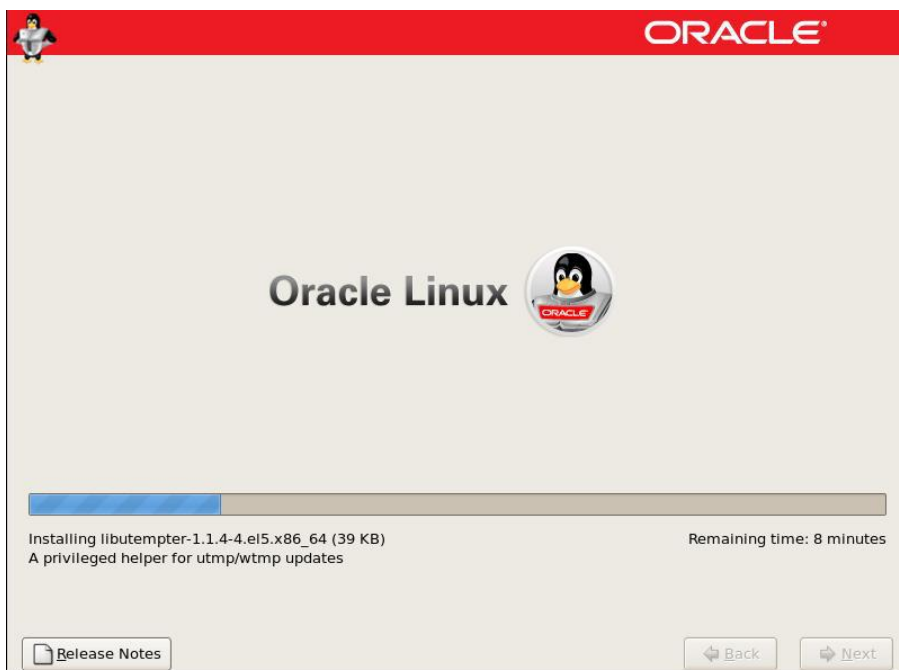 ORACLE®
Oracle Linux
ORACLE
Installing libutempter-1.1.4-4.el5.x86_64 (39 KB)
Remaining time: 8 minutes
A privileged helper for utmp/wtmp updates
Release Notes
Back
Next